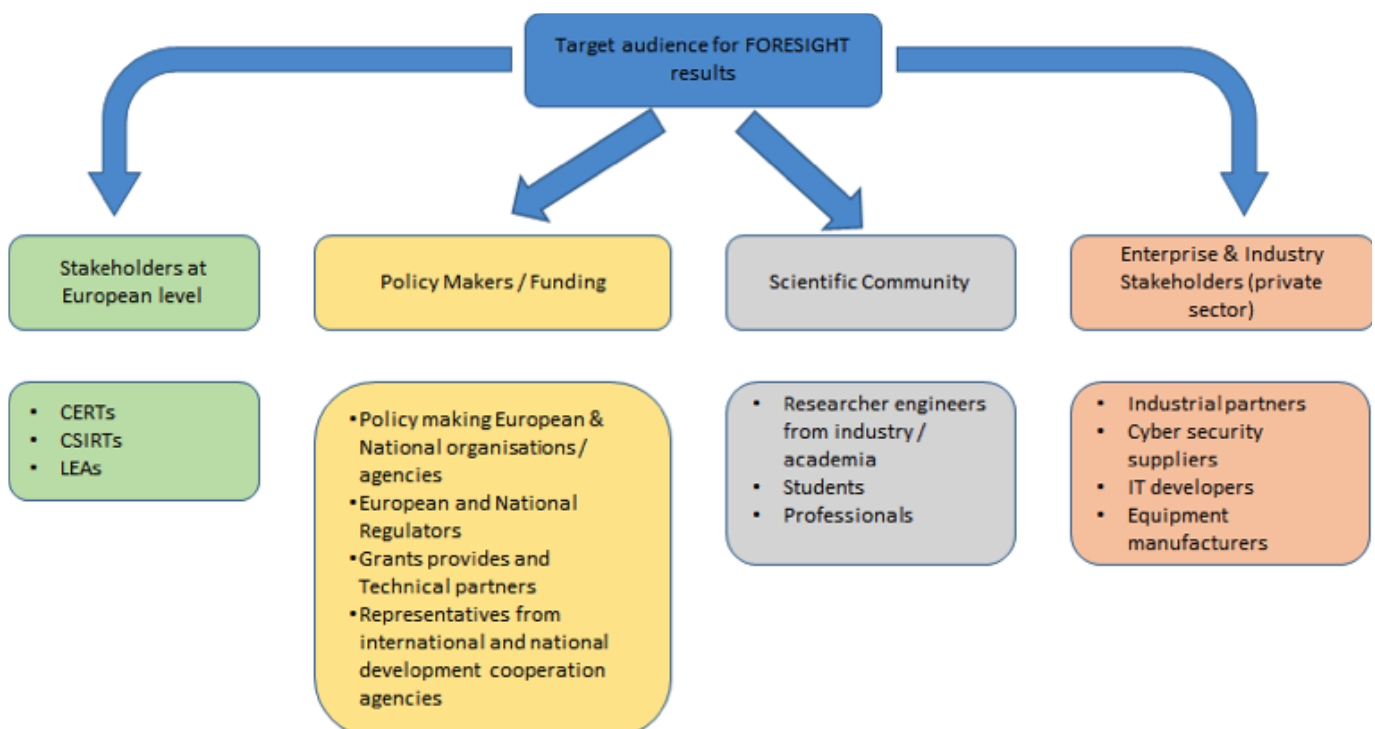 Target audience for FORESIGHT
results
Stakeholders at
European level
Policy Makers / Funding
Scientific Community
Enterprise & Industry
Stakeholders (private
sector)
• CERTs
• CSIRTs
• LEAs
• Policy making European &
National organisations/
agencies
• European and National
Regulators
• Grants provides and
Technical partners
• Representatives from
international and national
development cooperation
agencies
• Researcher engineers
from industry /
academia
• Students
• Professionals
• Industrial partners
• Cyber security
suppliers
• IT developers
• Equipment
manufacturers